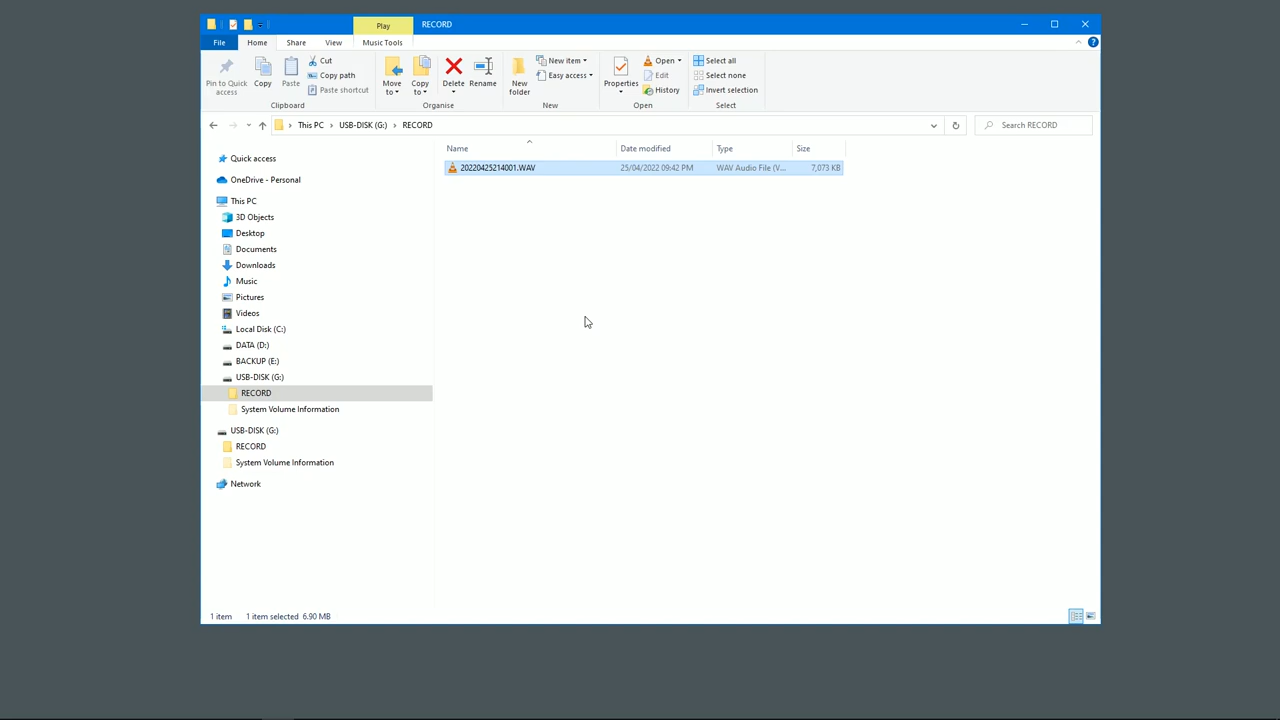 Play RECORD
File Home Share View Music Tools
Pin to Quick access
Copy
Paste
Cut
Copy path
Paste shortcut
Clipboard
Move to
Copy to
Delete
Rename
Organise
New folder
New item
Easy access
New
Properties
Open
Edit
History
Open
Select all
Select none
Invert selection
Select
This PC › USB-DISK (G:) › RECORD
Search RECORD
Name Date modified Type Size
20220425214001.WAV 25/04/2022 09:42 PM WAV Audio File (V... 7,073 KB
Quick access
OneDrive - Personal
This PC
3D Objects
Desktop
Documents
Downloads
Music
Pictures
Videos
Local Disk (C:)
DATA (D:)
BACKUP (E:)
USB-DISK (G:)
RECORD
System Volume Information
USB-DISK (G:)
RECORD
System Volume Information
Network
1 item 1 item selected 6.90 MB